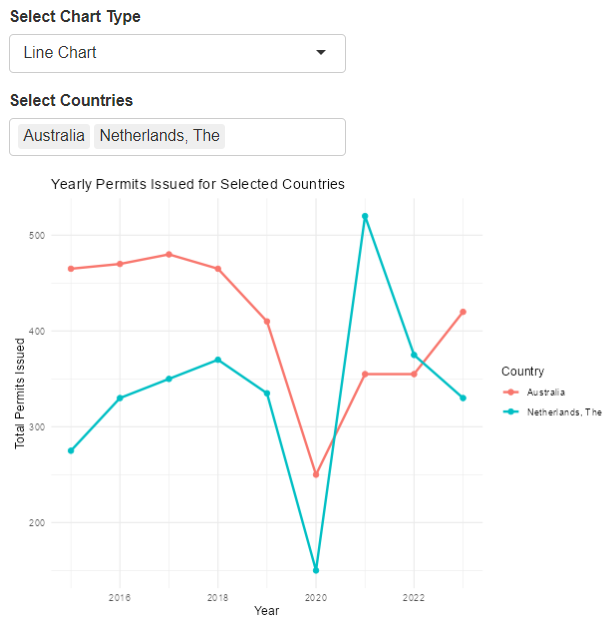 Select Chart Type
Line Chart
Select Countries
Australia Netherlands, The
Yearly Permits Issued for Selected Countries
500
400
300
200
Total Permits Issued
2016 2018 2020 2022
Year
Country
Australia
Netherlands, The